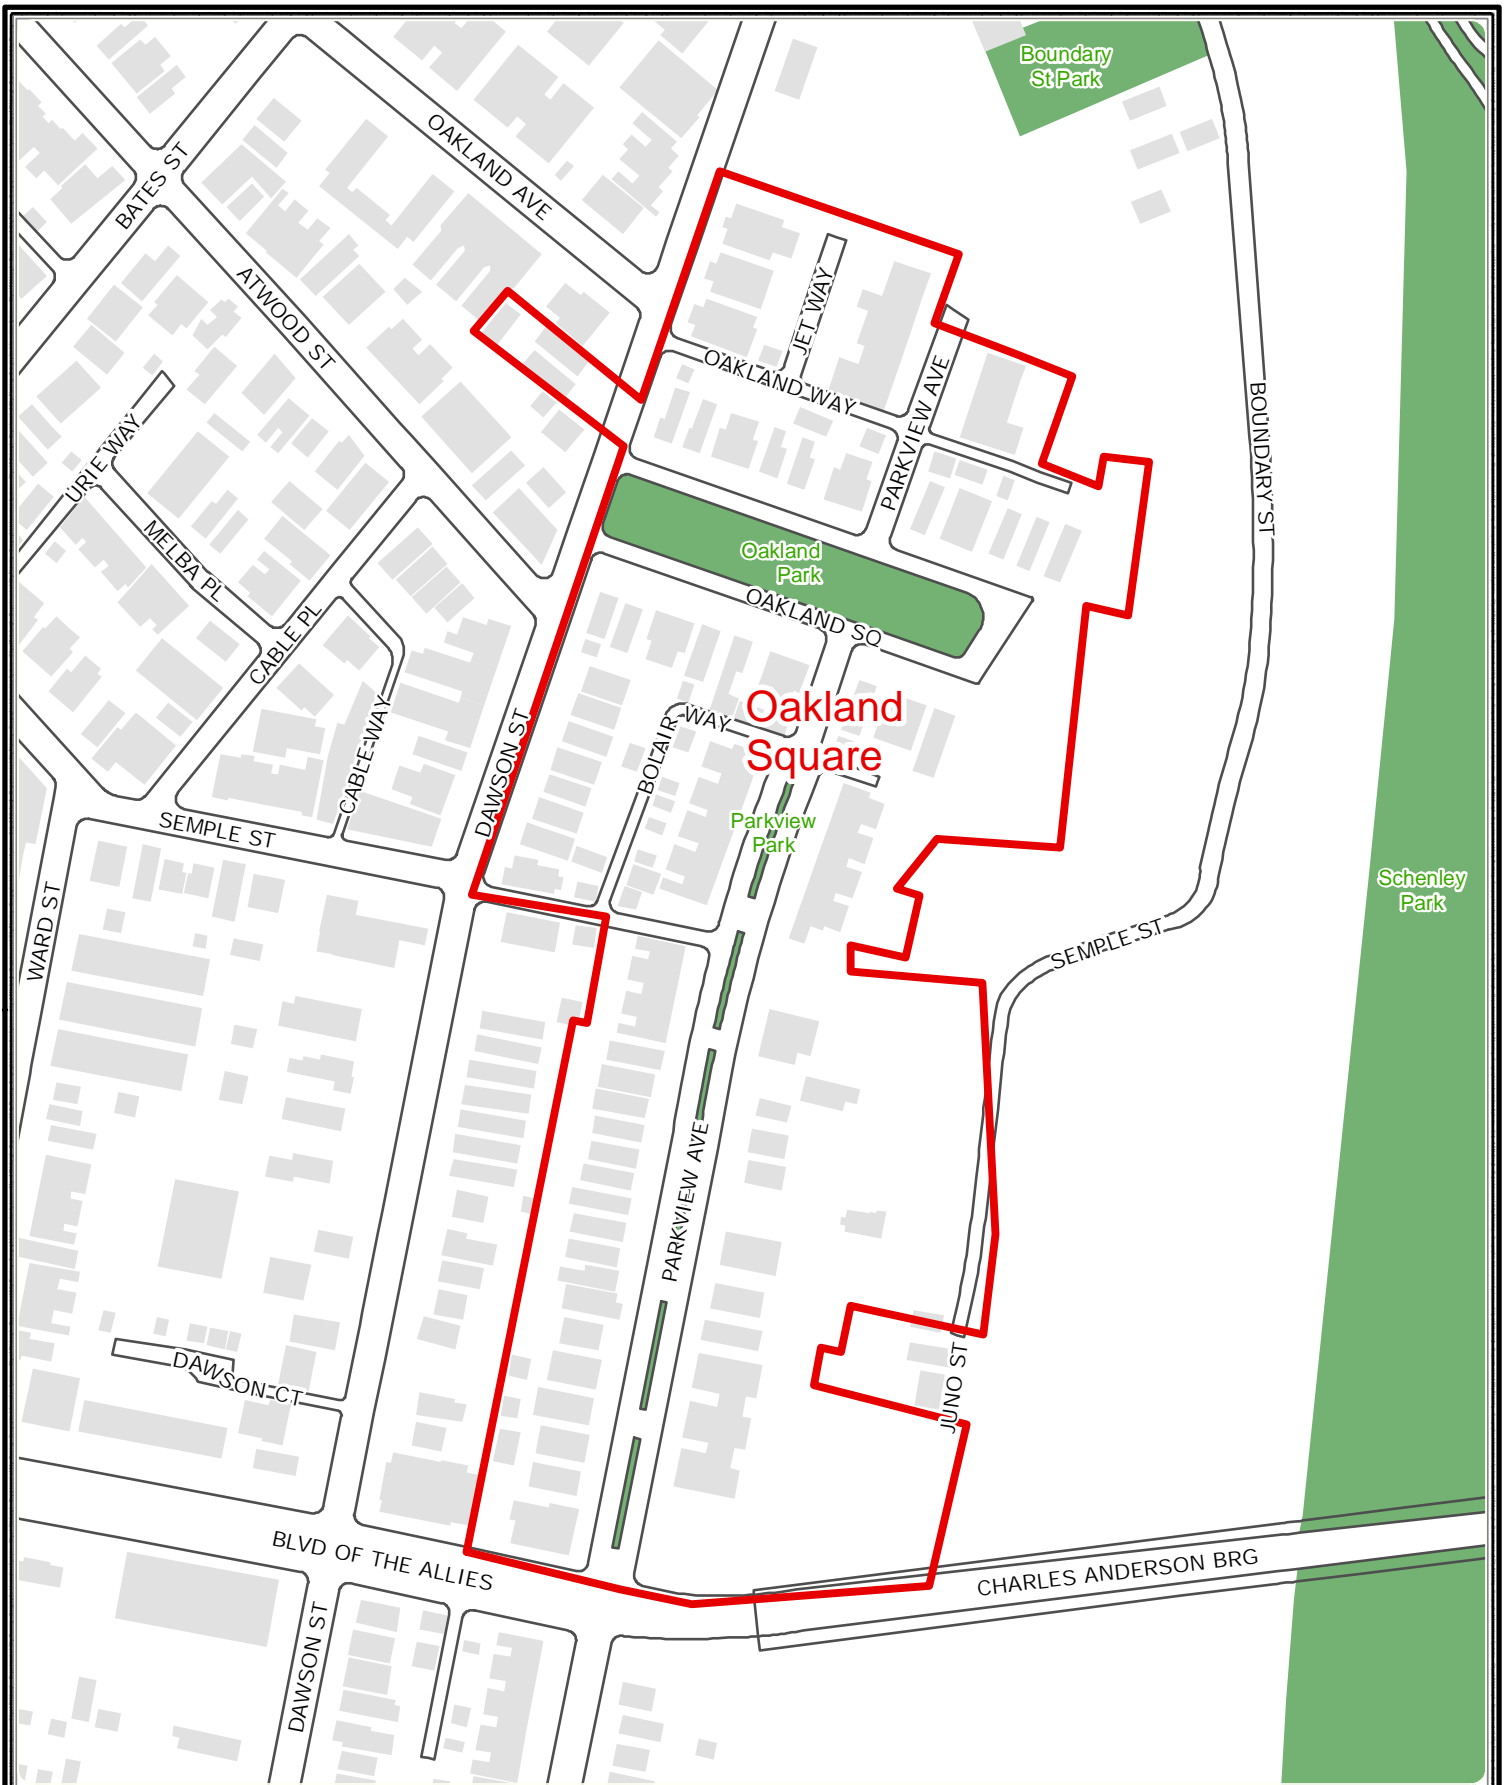 Boundary
St Park
OAKLAND AVE
BATES ST
ATWOOD ST
JET WAY
OAKLAND WAY
PARKVIEW AVE
BOUNDARY ST
URIE WAY
MELBA PL
Oakland
Park
OAKLAND SQ
CABLE PL
CABLE WAY
DAWSON ST
BOLAIR WAY
Oakland
Square
SEMPLE ST
Parkview
Park
WARD ST
Schenley
Park
SEMPLE ST
PARKVIEW AVE
JUNO ST
DAWSON CT
BLVD OF THE ALLIES
CHARLES ANDERSON BRG
DAWSON ST